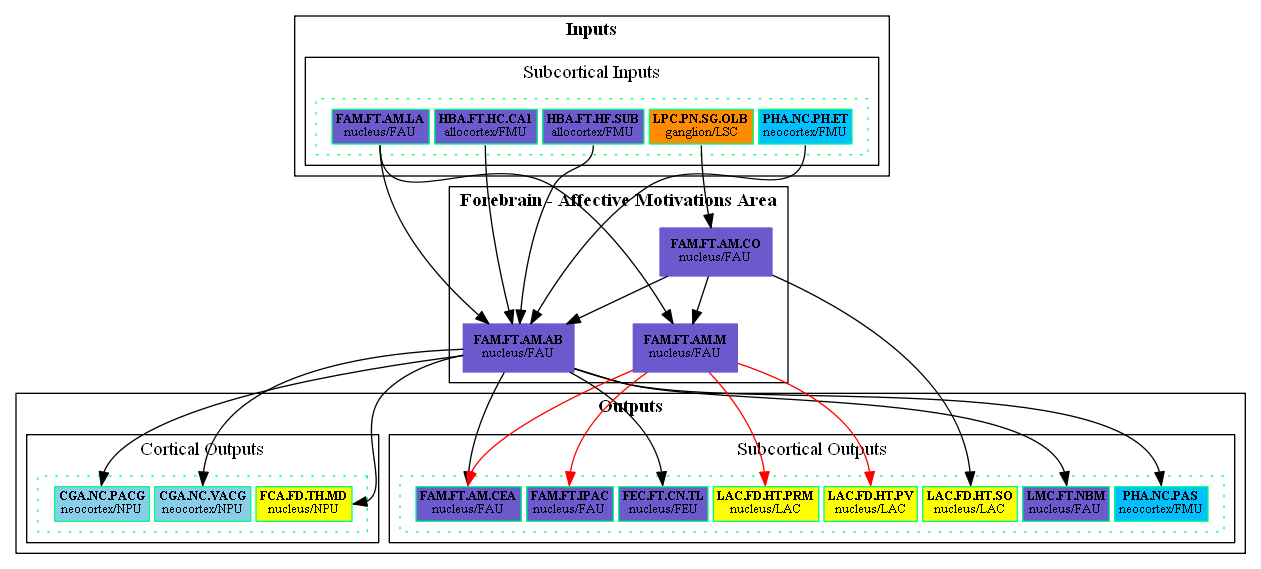 Inputs
Subcortical Inputs
FAM.FT.AM.LA
nucleus/FAU
HBA.FT.HC.CA1
allocortex/FMU
HBA.FT.HF.SUB
allocortex/FMU
LPC.PN.SG.OLB
ganglion/LSC
PHA.NC.PH.ET
neocortex/FMU
Forebrain - Affective Motivations Area
FAM.FT.AM.CO
nucleus/FAU
FAM.FT.AM.AB
nucleus/FAU
FAM.FT.AM.M
nucleus/FAU
Outputs
Cortical Outputs
CGA.NC.PACG
neocortex/NPU
CGA.NC.VACG
neocortex/NPU
FCA.FD.TH.MD
nucleus/NPU
Subcortical Outputs
FAM.FT.AM.CEA
nucleus/FAU
FAM.FT.IPAC
nucleus/FAU
FEC.FT.CN.TL
nucleus/FEU
LAC.FD.HT.PRM
nucleus/LAC
LAC.FD.HT.PV
nucleus/LAC
LAC.FD.HT.SO
nucleus/LAC
LMC.FT.NBM
nucleus/FAU
PHA.NC.PAS
neocortex/FMU